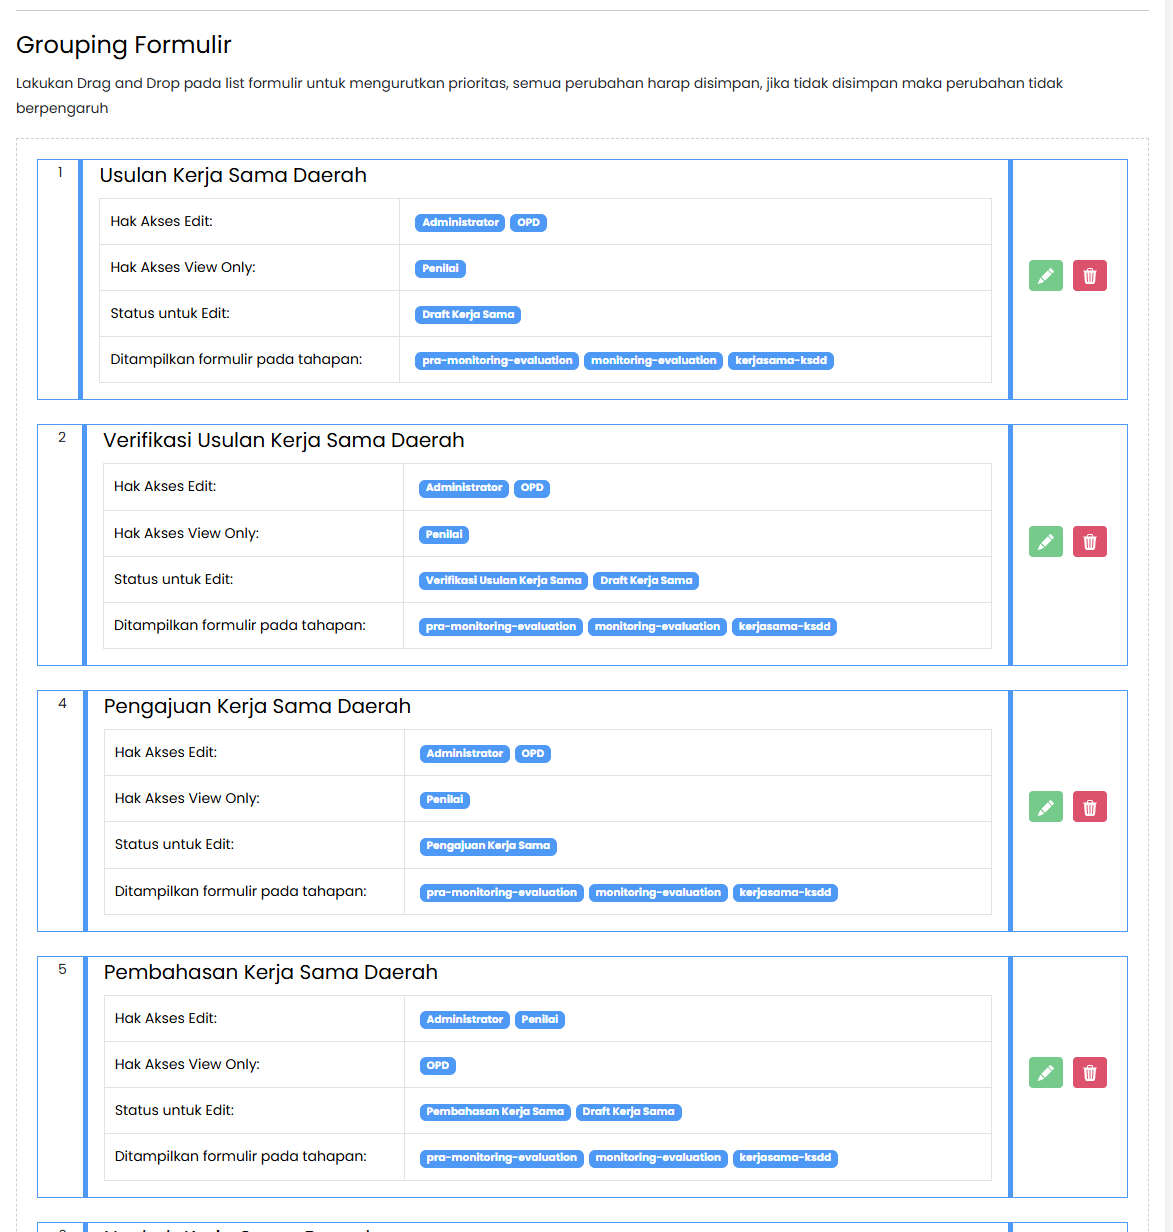 Grouping Formulir
Lakukan Drag and Drop pada list formulir untuk mengurutkan prioritas, semua perubahan harap disimpan, jika tidak disimpan maka perubahan tidak
berpengaruh
1 Usulan Kerja Sama Daerah
Hak Akses Edit: Administrator OPD
Hak Akses View Only: Penilai
Status untuk Edit: Draft Kerja Sama
Ditampilkan formulir pada tahapan: pra-monitoring-evaluation monitoring-evaluation kerjasama-ksdd
2 Verifikasi Usulan Kerja Sama Daerah
Hak Akses Edit: Administrator OPD
Hak Akses View Only: Penilai
Status untuk Edit: Verifikasi Usulan Kerja Sama Draft Kerja Sama
Ditampilkan formulir pada tahapan: pra-monitoring-evaluation monitoring-evaluation kerjasama-ksdd
4 Pengajuan Kerja Sama Daerah
Hak Akses Edit: Administrator OPD
Hak Akses View Only: Penilai
Status untuk Edit: Pengajuan Kerja Sama
Ditampilkan formulir pada tahapan: pra-monitoring-evaluation monitoring-evaluation kerjasama-ksdd
5 Pembahasan Kerja Sama Daerah
Hak Akses Edit: Administrator Penilai
Hak Akses View Only: OPD
Status untuk Edit: Pembahasan Kerja Sama Draft Kerja Sama
Ditampilkan formulir pada tahapan: pra-monitoring-evaluation monitoring-evaluation kerjasama-ksdd